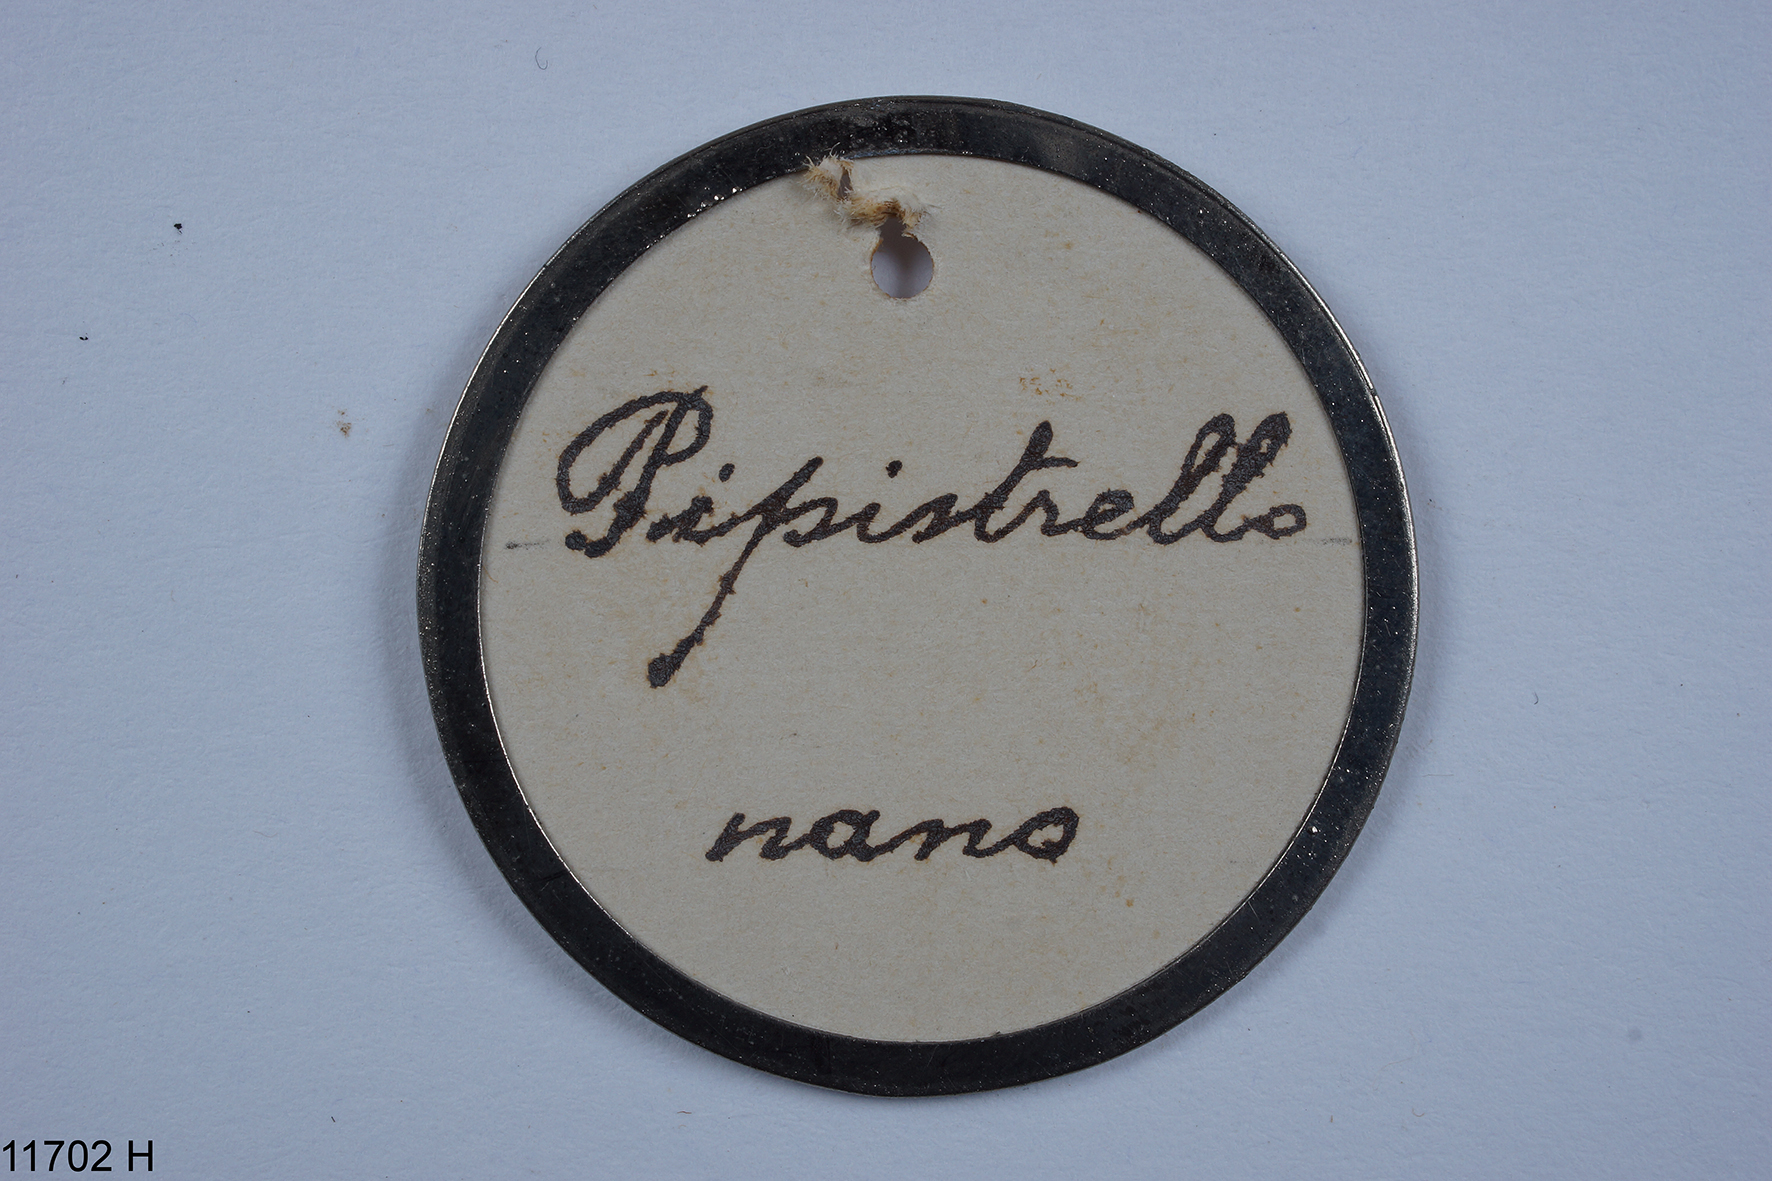 Pipistrello
nano
11702 H